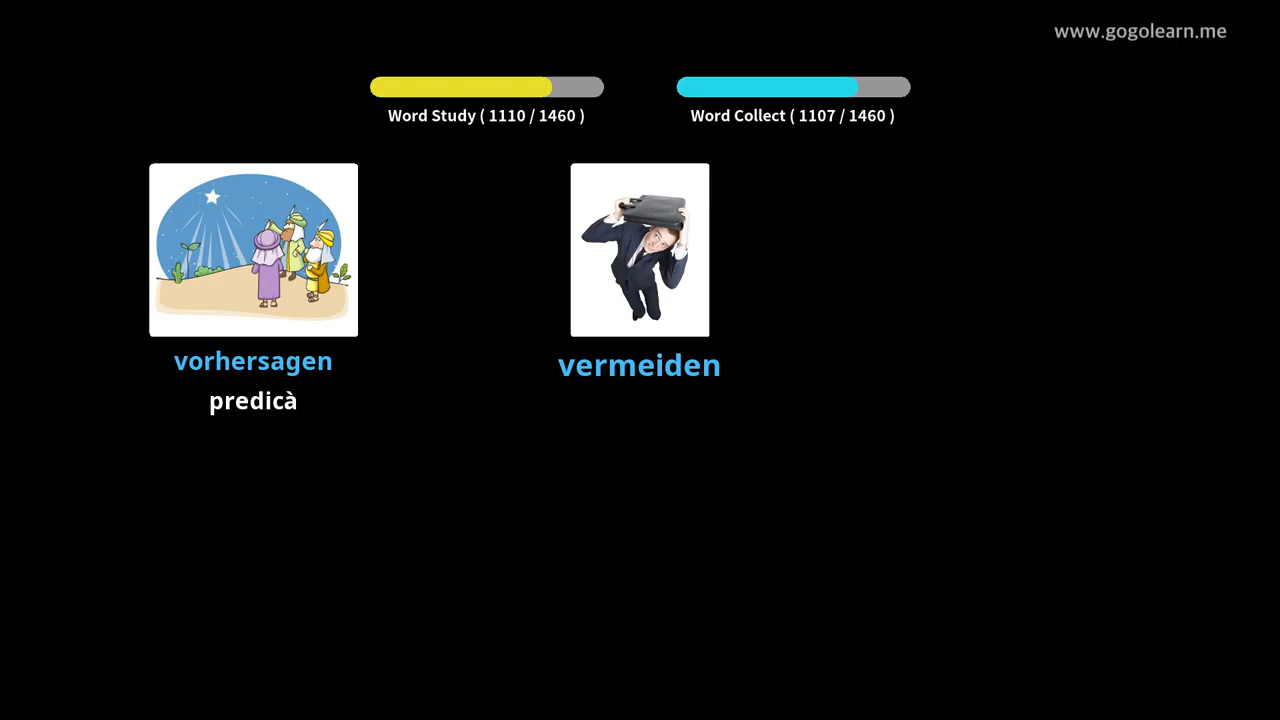 www.gogolearn.me
Word Study ( 1110 / 1460 )
Word Collect ( 1107 / 1460 )
vorhersagen
predicà
vermeiden